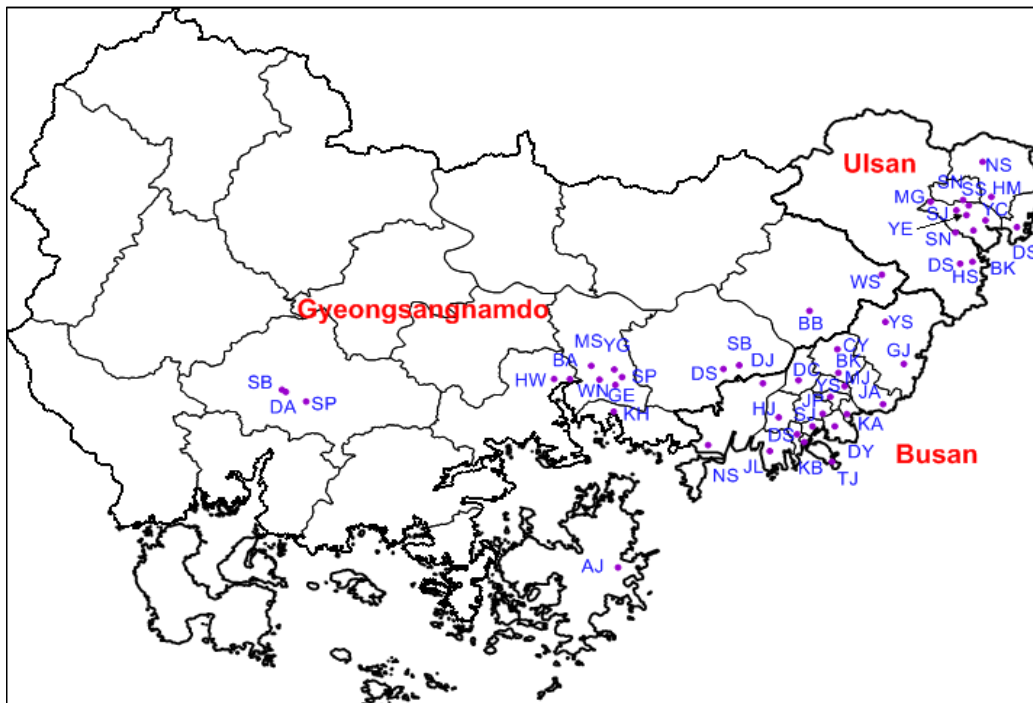 Ulsan
NS
SN
SS
HM
MG
SJ
YC
YE
SN
DS
DS
HS
BK
WS
Gyeongsangnamdo
BB
YS
MS
YG
SB
DJ
CY
GJ
BA
HW
WN
SP
GE
KH
DS
DC
BK
MJ
YS
JA
SB
DA
SP
HJ
JP
SJ
KA
DS
DY
Busan
NS
JL
KB
TJ
AJ